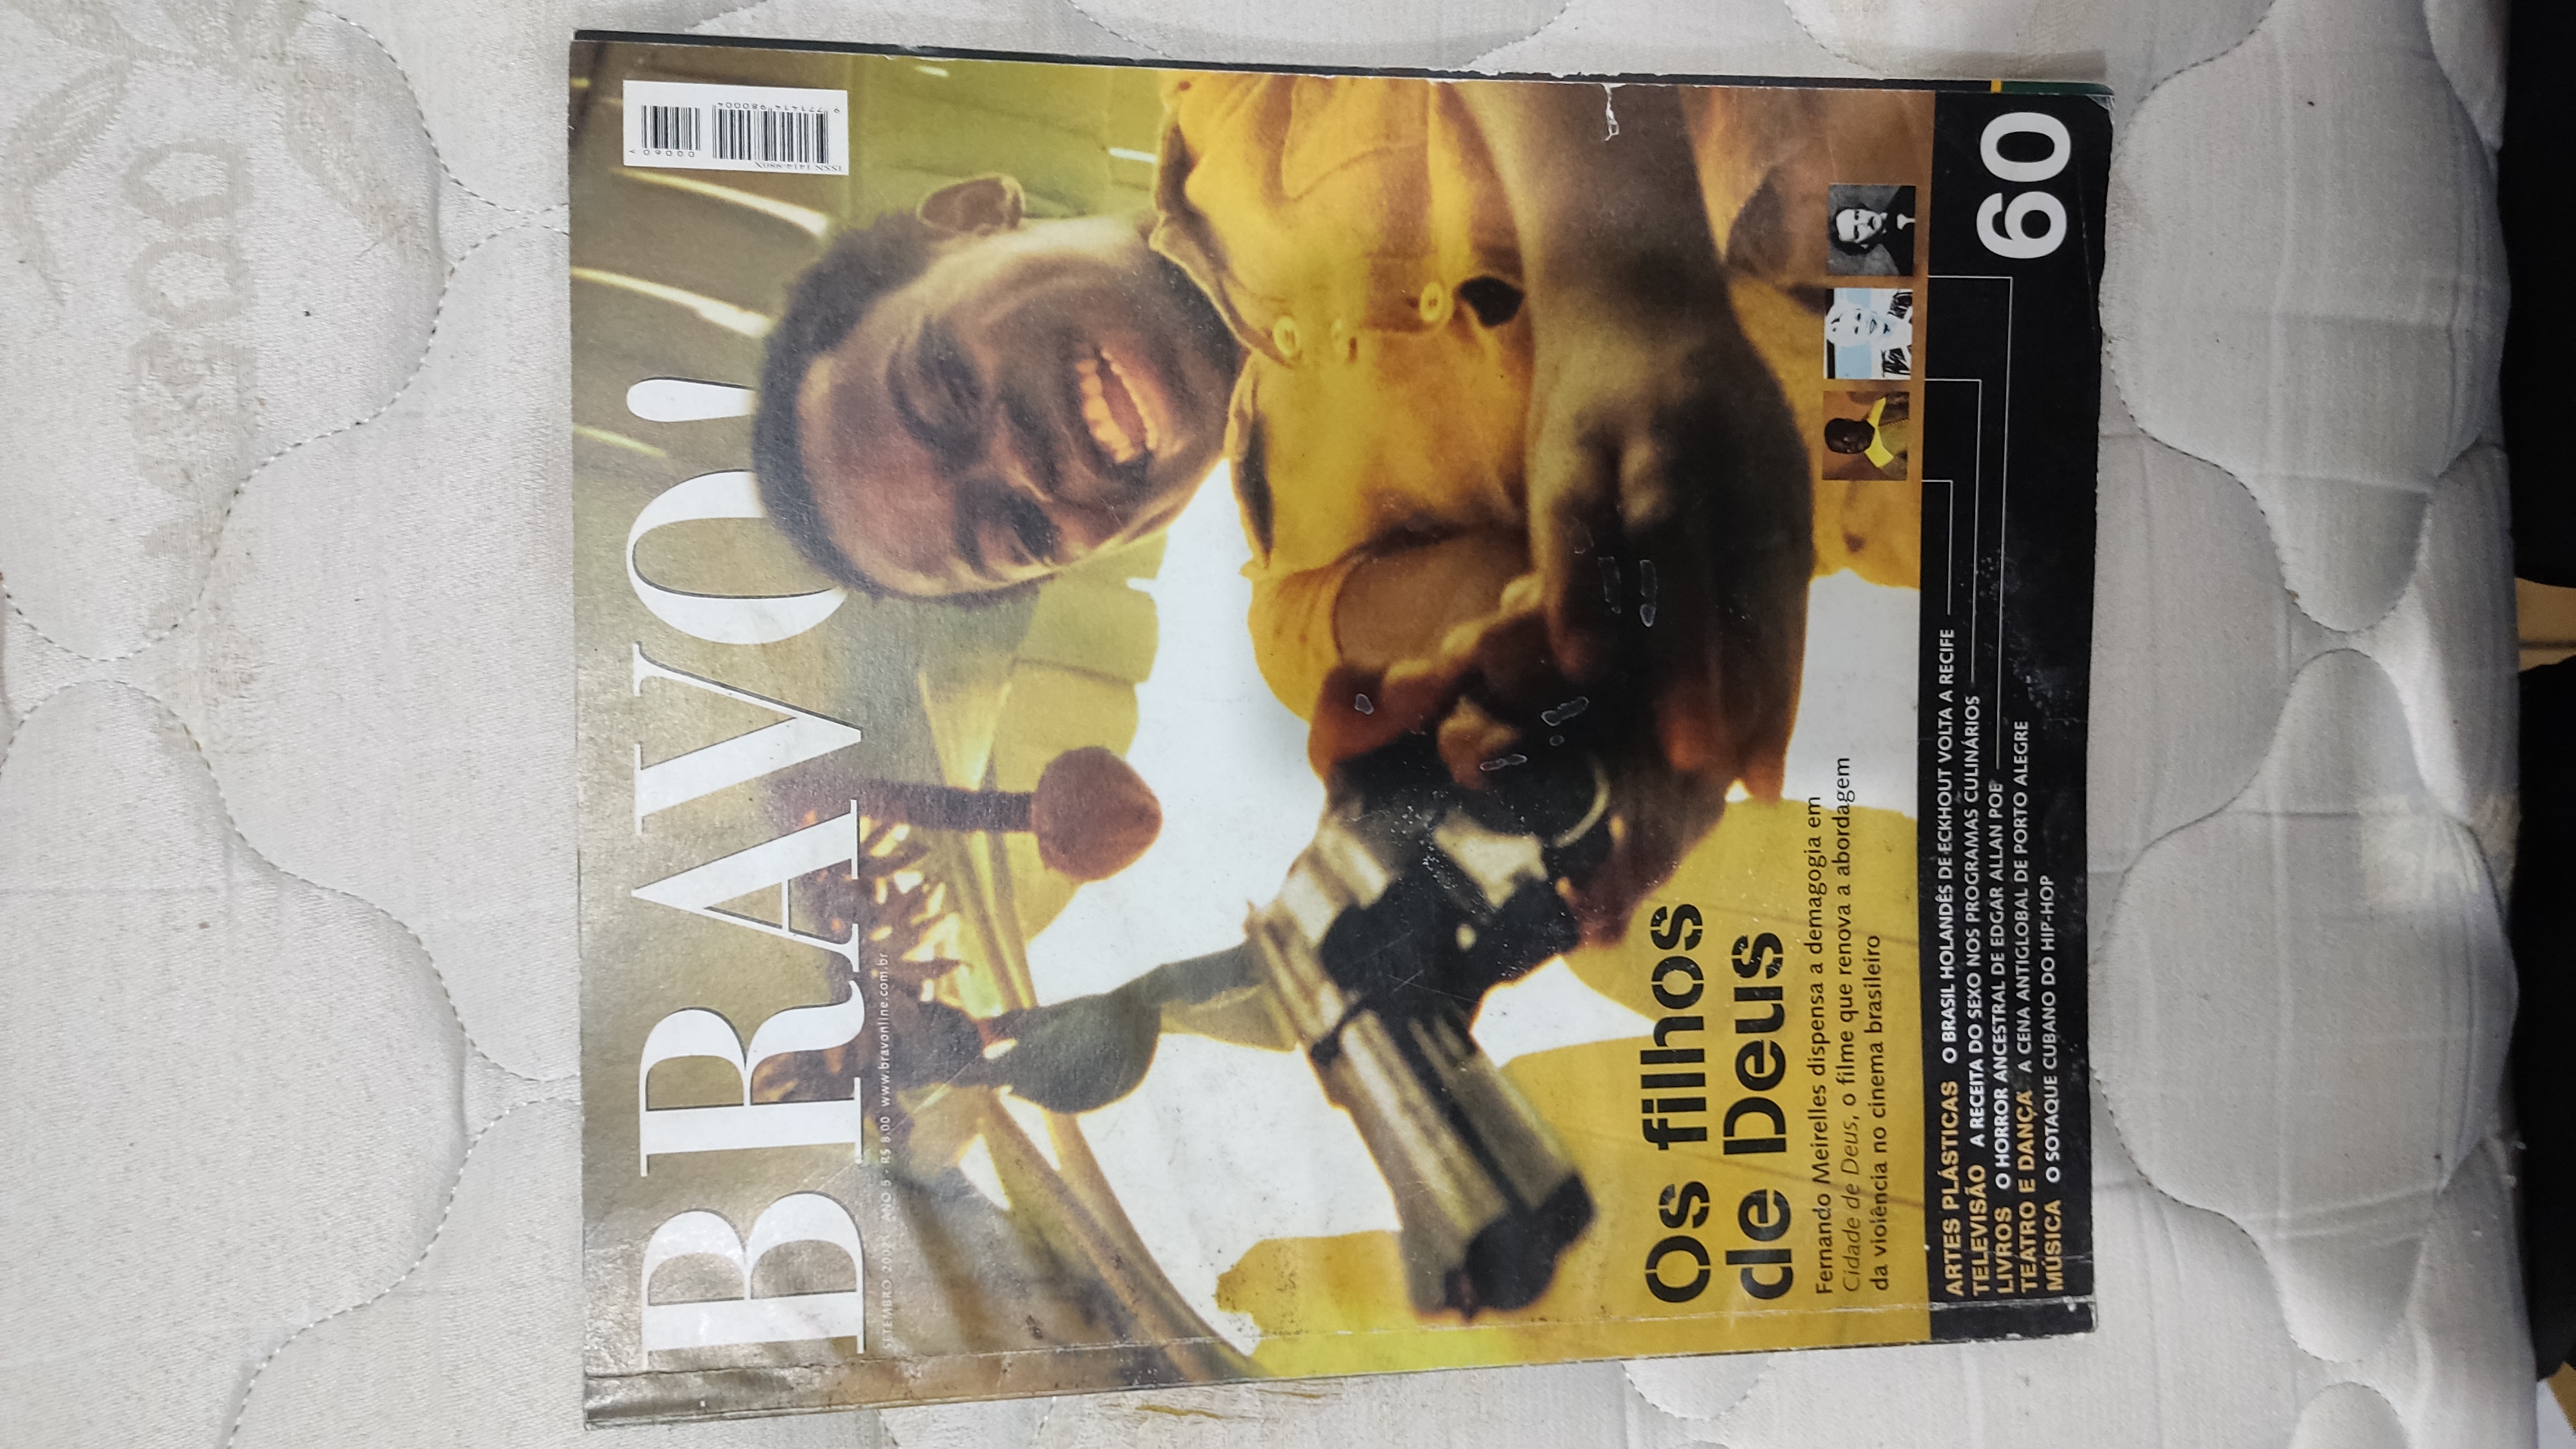 BRAVO!
SETEMBRO 2002 - ANO 5 - R$ 8,00 www.bravonline.com.br
ISSN 1414-980X
9 771414 980004
00060
Os filhos
de Deus
Fernando Meirelles dispensa a demagogia em
Cidade de Deus, o filme que renova a abordagem
da violência no cinema brasileiro
ARTES PLÁSTICAS O BRASIL HOLANDÊS DE ECKHOUT VOLTA A RECIFE
TELEVISÃO A RECEITA DO SEXO NOS PROGRAMAS CULINÁRIOS
LIVROS O HORROR ANCESTRAL DE EDGAR ALLAN POE
TEATRO E DANÇA A CENA ANTIGLOBAL DE PORTO ALEGRE
MÚSICA O SOTAQUE CUBANO DO HIP-HOP
60